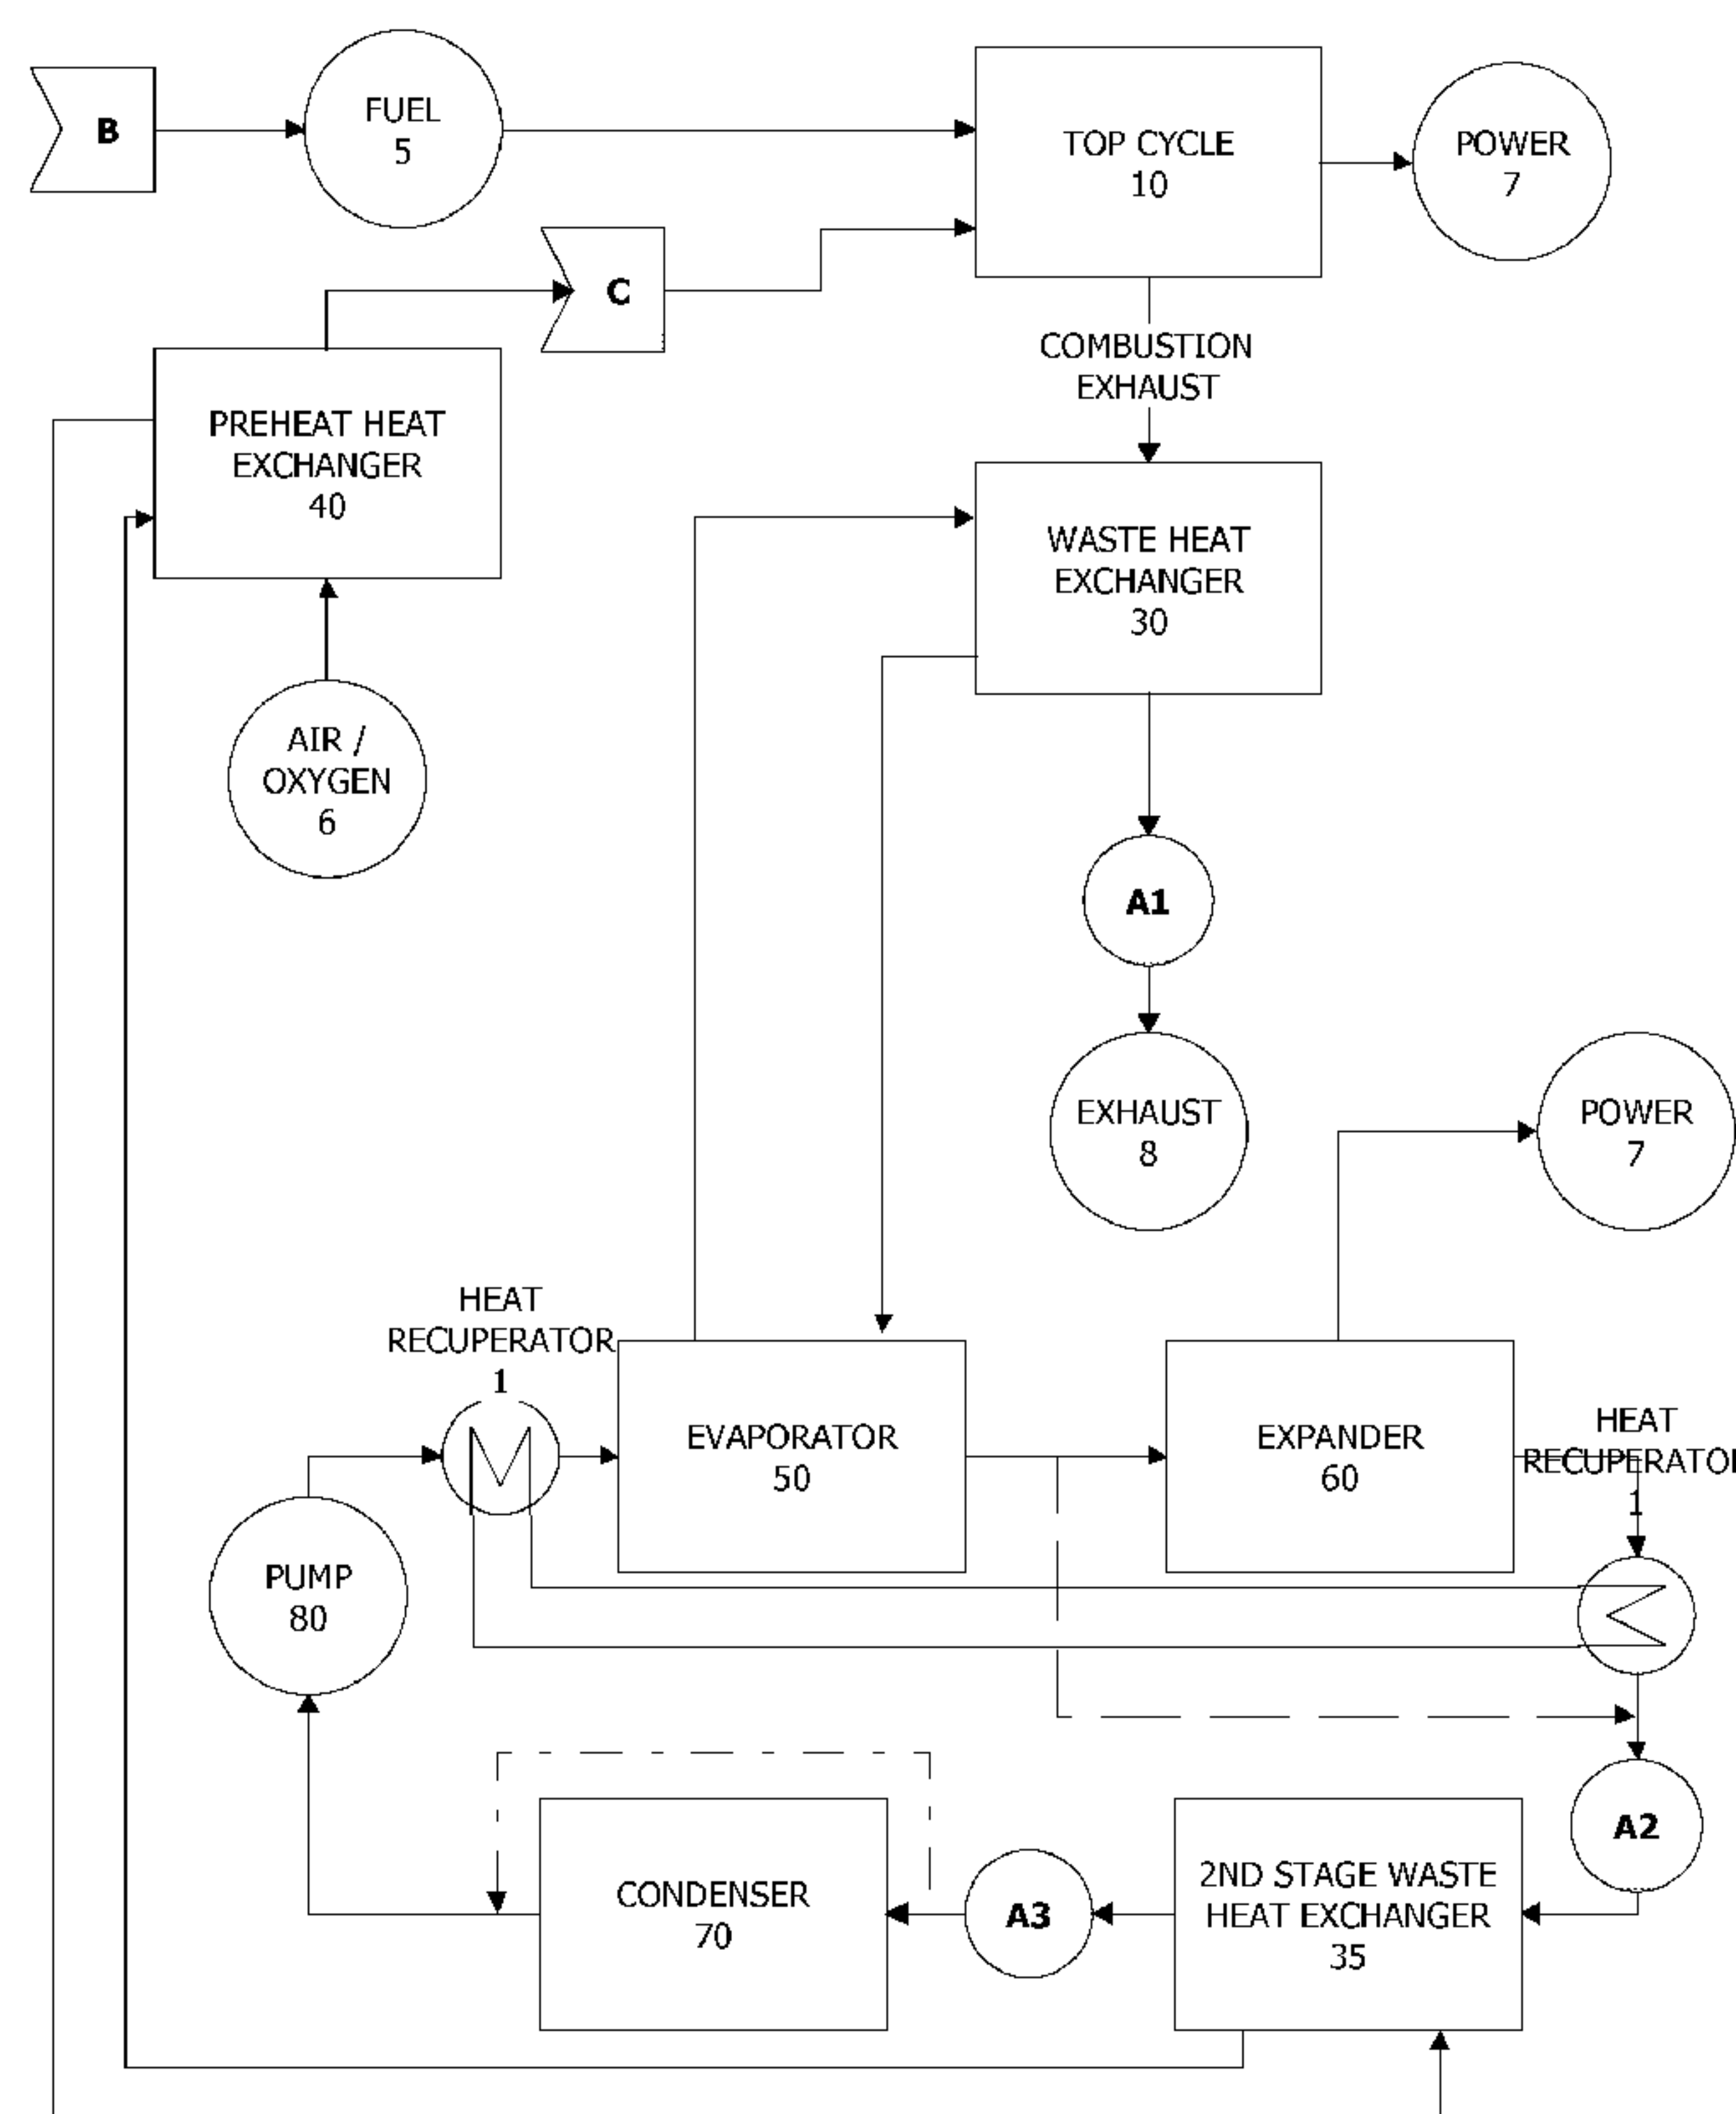 B
FUEL
5
TOP CYCLE
10
POWER
7
C
COMBUSTION
EXHAUST
PREHEAT HEAT
EXCHANGER
40
WASTE HEAT
EXCHANGER
30
AIR /
OXYGEN
6
A1
EXHAUST
8
POWER
7
HEAT
RECUPERATOR
1
EVAPORATOR
50
EXPANDER
60
HEAT
RECUPERATOR
1
PUMP
80
A2
CONDENSER
70
A3
2ND STAGE WASTE
HEAT EXCHANGER
35